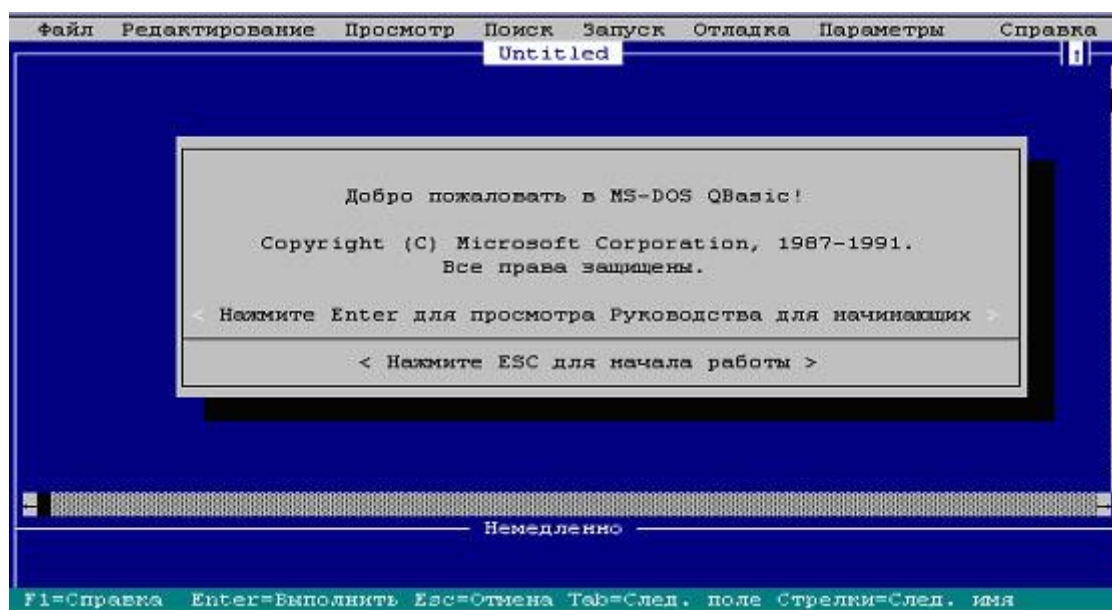 Файл Редактирование Просмотр Поиск Запуск Отладка Параметры Справка
Untitled
Добро пожаловать в MS-DOS QBasic!
Copyright (C) Microsoft Corporation, 1987-1991.
Все права защищены.
< Нажмите Enter для просмотра Руководства для начинающих >
< Нажмите ESC для начала работы >
Немедленно
F1=Справка Enter=Выполнить Esc=Отмена Tab=След. поле Стрелки=След. имя